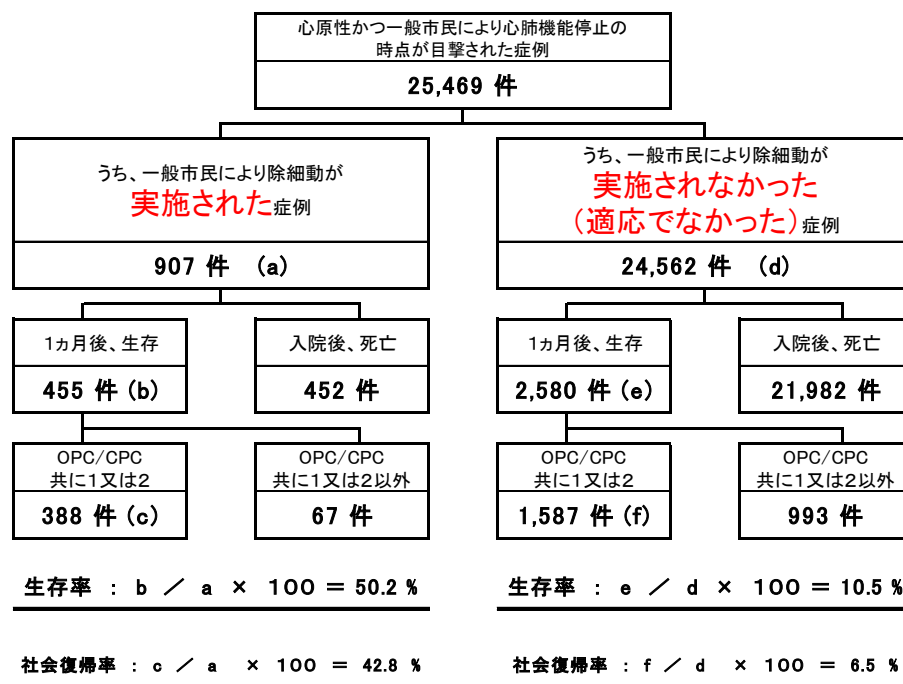 心原性かつ一般市民により心肺機能停止の
時点が目撃された症例
25,469 件
うち、一般市民により除細動が
実施された症例
907 件 (a)
うち、一般市民により除細動が
実施されなかった
(適応でなかった)症例
24,562 件 (d)
1ヵ月後、生存
455 件 (b)
入院後、死亡
452 件
1ヵ月後、生存
2,580 件 (e)
入院後、死亡
21,982 件
OPC/CPC
共に1又は2
388 件 (c)
OPC/CPC
共に1又は2以外
67 件
OPC/CPC
共に1又は2
1,587 件 (f)
OPC/CPC
共に1又は2以外
993 件
生存率 : b / a × 100 = 50.2 %
生存率 : e / d × 100 = 10.5 %
社会復帰率 : c / a × 100 = 42.8 %
社会復帰率 : f / d × 100 = 6.5 %